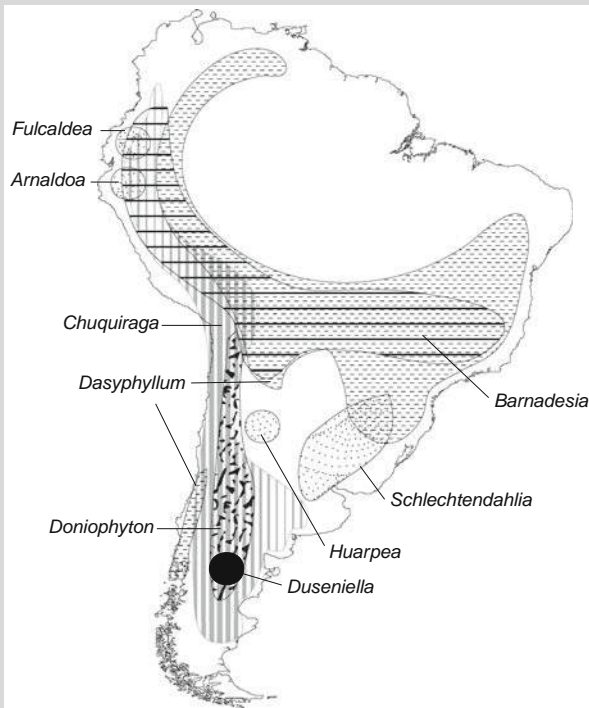 Fulcaldea
Arnaldoa
Chuquiraga
Dasyphyllum
Barnadesia
Schlechtendahlia
Doniophyton
Huarpea
Duseniella